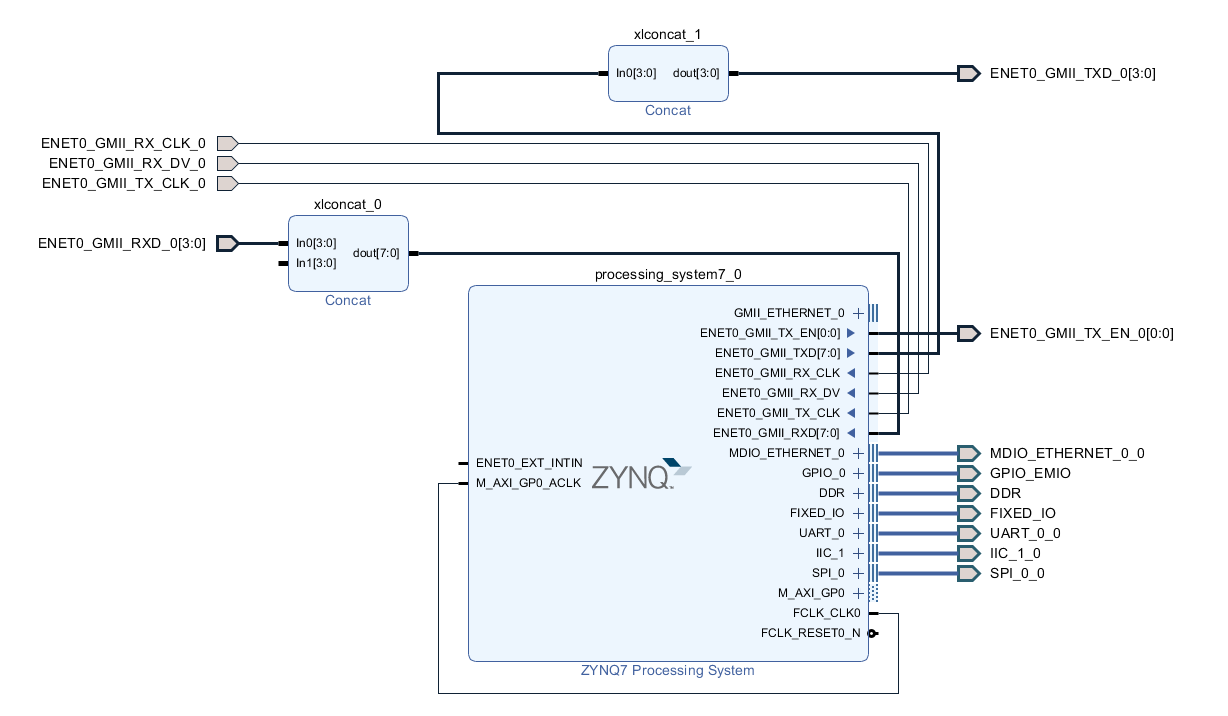 xlconcat_1
In0[3:0]
dout[3:0]
ENET0_GMII_TXD_0[3:0]
Concat
ENET0_GMII_RX_CLK_0
ENET0_GMII_RX_DV_0
ENET0_GMII_TX_CLK_0
xlconcat_0
ENET0_GMII_RXD_0[3:0]
In0[3:0]
In1[3:0]
dout[7:0]
Concat
processing_system7_0
GMII_ETHERNET_0
ENET0_GMII_TX_EN[0:0]
ENET0_GMII_TX_EN_0[0:0]
ENET0_GMII_TXD[7:0]
ENET0_GMII_RX_CLK
ENET0_GMII_RX_DV
ENET0_GMII_TX_CLK
ENET0_GMII_RXD[7:0]
MDIO_ETHERNET_0
MDIO_ETHERNET_0_0
ENET0_EXT_INTIN
M_AXI_GP0_ACLK
ZYNQ
GPIO_0
GPIO_EMIO
DDR
DDR
FIXED_IO
FIXED_IO
UART_0
UART_0_0
IIC_1
IIC_1_0
SPI_0
SPI_0_0
M_AXI_GP0
FCLK_CLK0
FCLK_RESET0_N
ZYNQ7 Processing System